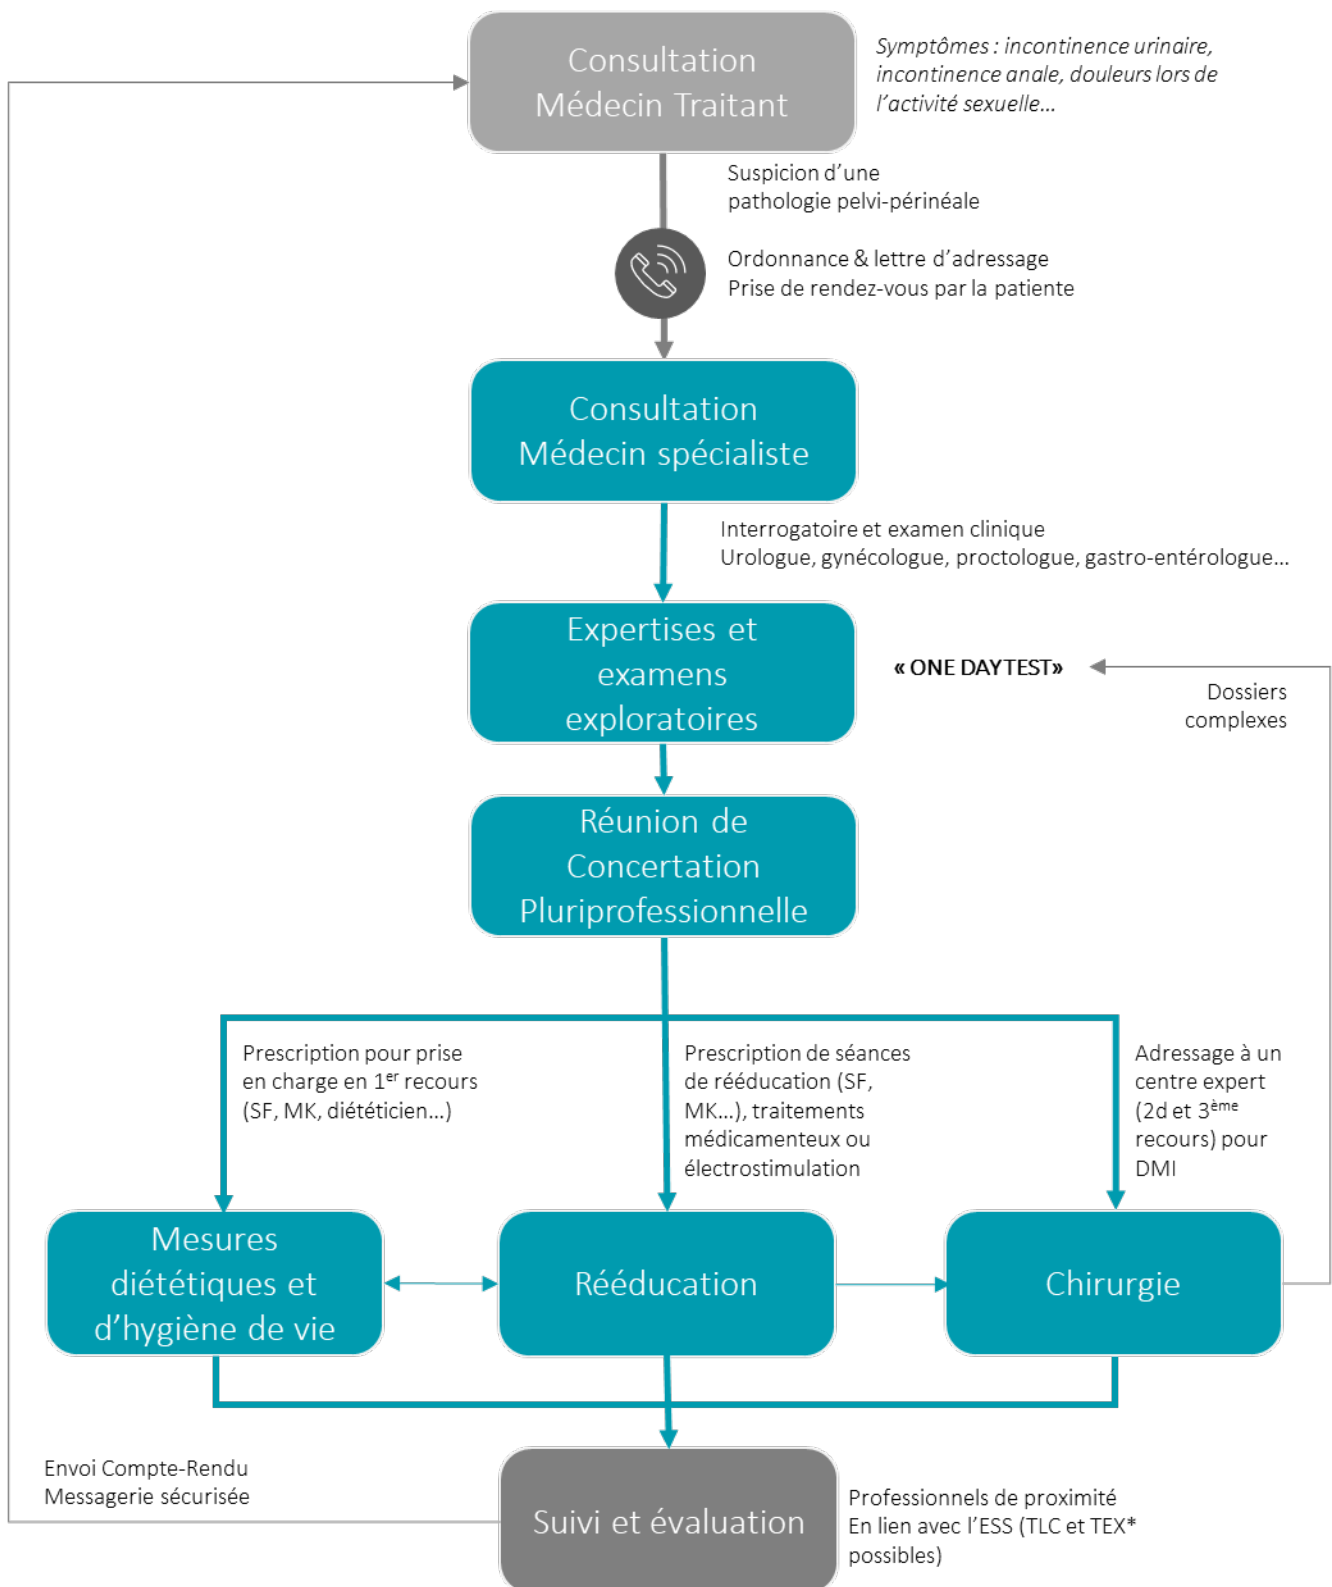 Consultation
Médecin Traitant
Symptômes : incontinence urinaire,
incontinence anale, douleurs lors de
l’activité sexuelle…
Suspicion d’une
pathologie pelvi-périnéale
Ordonnance & lettre d’adressage
Prise de rendez-vous par la patiente
Consultation
Médecin spécialiste
Interrogatoire et examen clinique
Urologue, gynécologue, proctologue, gastro-entérologue…
Expertises et
examens
exploratoires
« ONE DAYTEST»
Dossiers
complexes
Réunion de
Concertation
Pluriprofessionnelle
Prescription pour prise
en charge en 1er recours
(SF, MK, diététicien…)
Prescription de séances
de rééducation (SF,
MK…), traitements
médicamenteux ou
électrostimulation
Adressage à un
centre expert
(2d et 3ème
recours) pour
DMI
Mesures
diététiques et
d’hygiène de vie
Rééducation
Chirurgie
Envoi Compte-Rendu
Messagerie sécurisée
Suivi et évaluation
Professionnels de proximité
En lien avec l’ESS (TLC et TEX*
possibles)